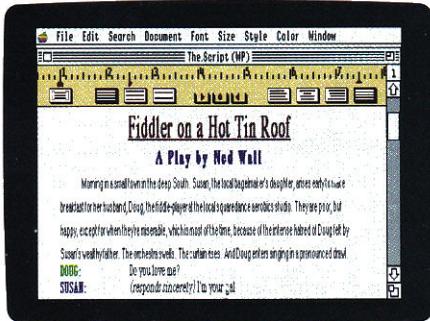 File Edit Search Document Font Size Style Color Window
The.Script (WP)
Fiddler on a Hot Tin Roof
A Play by Ned Wall
Morning in a small town in the deep South. Susan, the local bagelmaker's daughter, arises early to make
breakfast for her husband, Doug, the fiddle-player at the local squaredance aerobics studio. They are poor, but
happy, except for when they're miserable, which is most of the time, because of the intense hatred of Doug felt by
Susan's wealthy father. The orchestra swells. The curtain rises. And Doug enters singing in a pronounced drawl.
DOUG: Do you love me?
SUSAN: (responds sincerely) I'm your gal